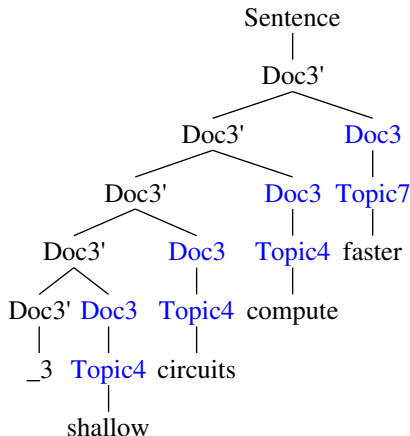 Sentence
Doc3'
Doc3' Doc3
Doc3' Doc3 Topic7
Doc3' Doc3 Topic4 faster
Doc3' Doc3 Topic4 compute
_3 Topic4 circuits
shallow